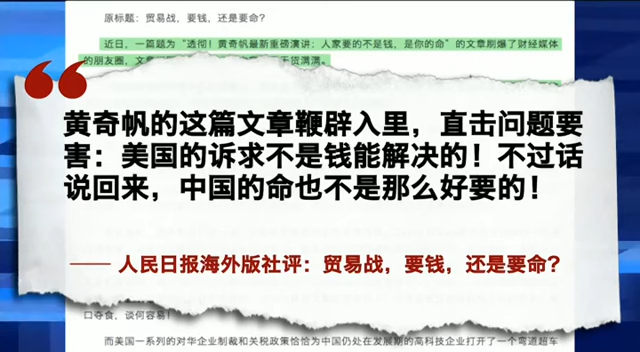 原标题：贸易战，要钱，还是要命？
近日，一篇题为“透彻！黄奇帆最新重磅演讲：人家要的不是钱，是你的命”的文章刷爆了财经媒体
的朋友圈，文章
干货满满。
黄奇帆的这篇文章鞭辟入里，直击问题要
害：美国的诉求不是钱能解决的！不过话
说回来，中国的命也不是那么好要的！
—— 人民日报海外版社评：贸易战，要钱，还是要命？
口夺食，谈何容易！
而美国一系列的对华企业制裁和关税政策恰恰为中国仍处在发展期的高科技企业打开了一个弯道超车